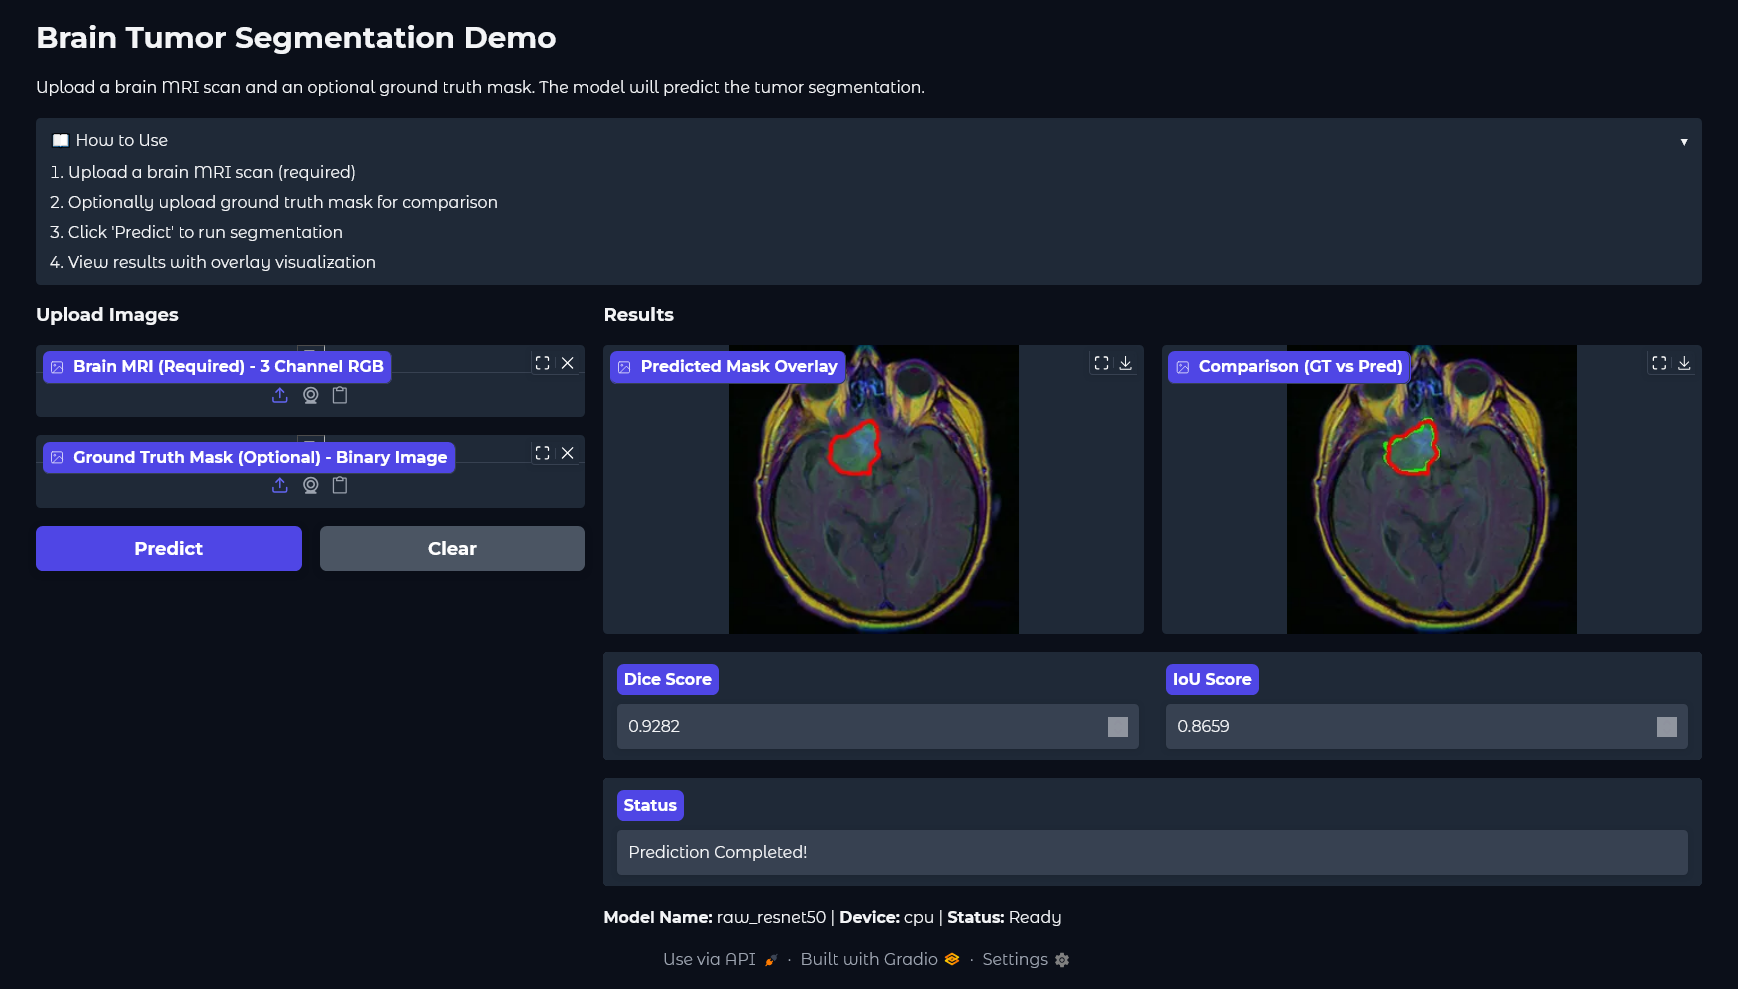 Brain Tumor Segmentation Demo
Upload a brain MRI scan and an optional ground truth mask. The model will predict the tumor segmentation.
📖 How to Use
1. Upload a brain MRI scan (required)
2. Optionally upload ground truth mask for comparison
3. Click 'Predict' to run segmentation
4. View results with overlay visualization
Upload Images
Brain MRI (Required) - 3 Channel RGB
Ground Truth Mask (Optional) - Binary Image
Predict Clear
Results
Predicted Mask Overlay
Comparison (GT vs Pred)
Dice Score
0.9282
IoU Score
0.8659
Status
Prediction Completed!
Model Name: raw_resnet50 | Device: cpu | Status: Ready
Use via API 🚀 · Built with Gradio · Settings